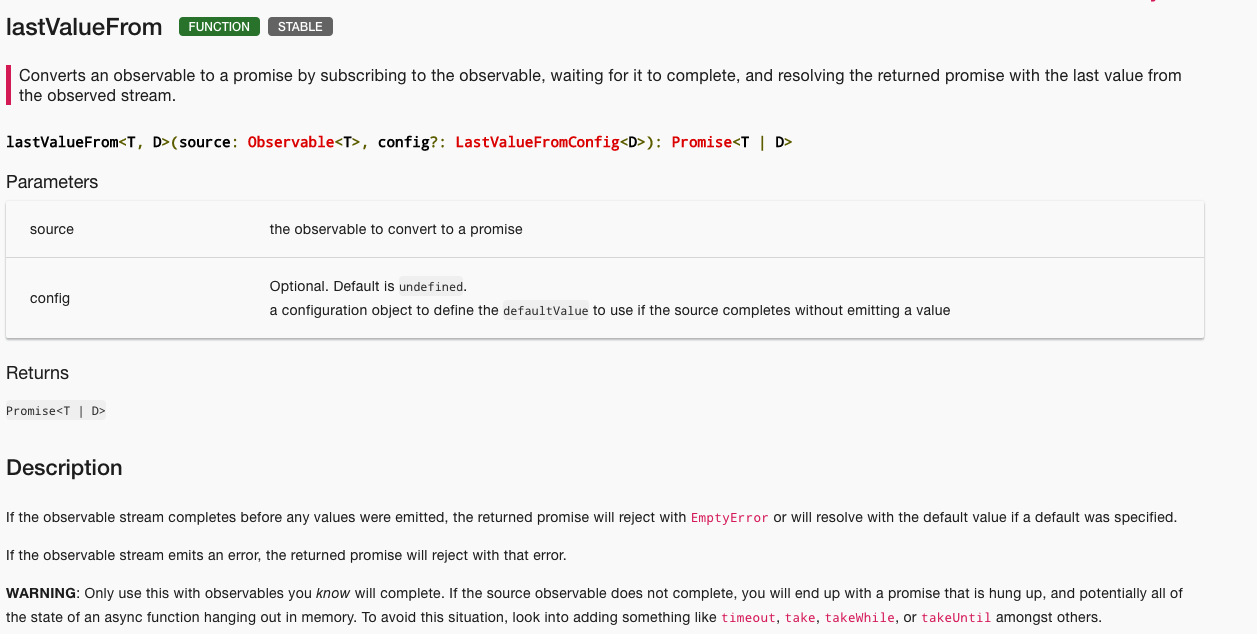 lastValueFrom FUNCTION STABLE
Converts an observable to a promise by subscribing to the observable, waiting for it to complete, and resolving the returned promise with the last value from
the observed stream.
lastValueFrom<T, D>(source: Observable<T>, config?: LastValueFromConfig<D>): Promise<T | D>
Parameters
source the observable to convert to a promise
Optional. Default is undefined.
config
a configuration object to define the defaultValue to use if the source completes without emitting a value
Returns
Promise<T | D>
Description
If the observable stream completes before any values were emitted, the returned promise will reject with EmptyError or will resolve with the default value if a default was specified.
If the observable stream emits an error, the returned promise will reject with that error.
WARNING: Only use this with observables you know will complete. If the source observable does not complete, you will end up with a promise that is hung up, and potentially all of
the state of an async function hanging out in memory. To avoid this situation, look into adding something like timeout, take, takeWhile, or takeUntil amongst others.